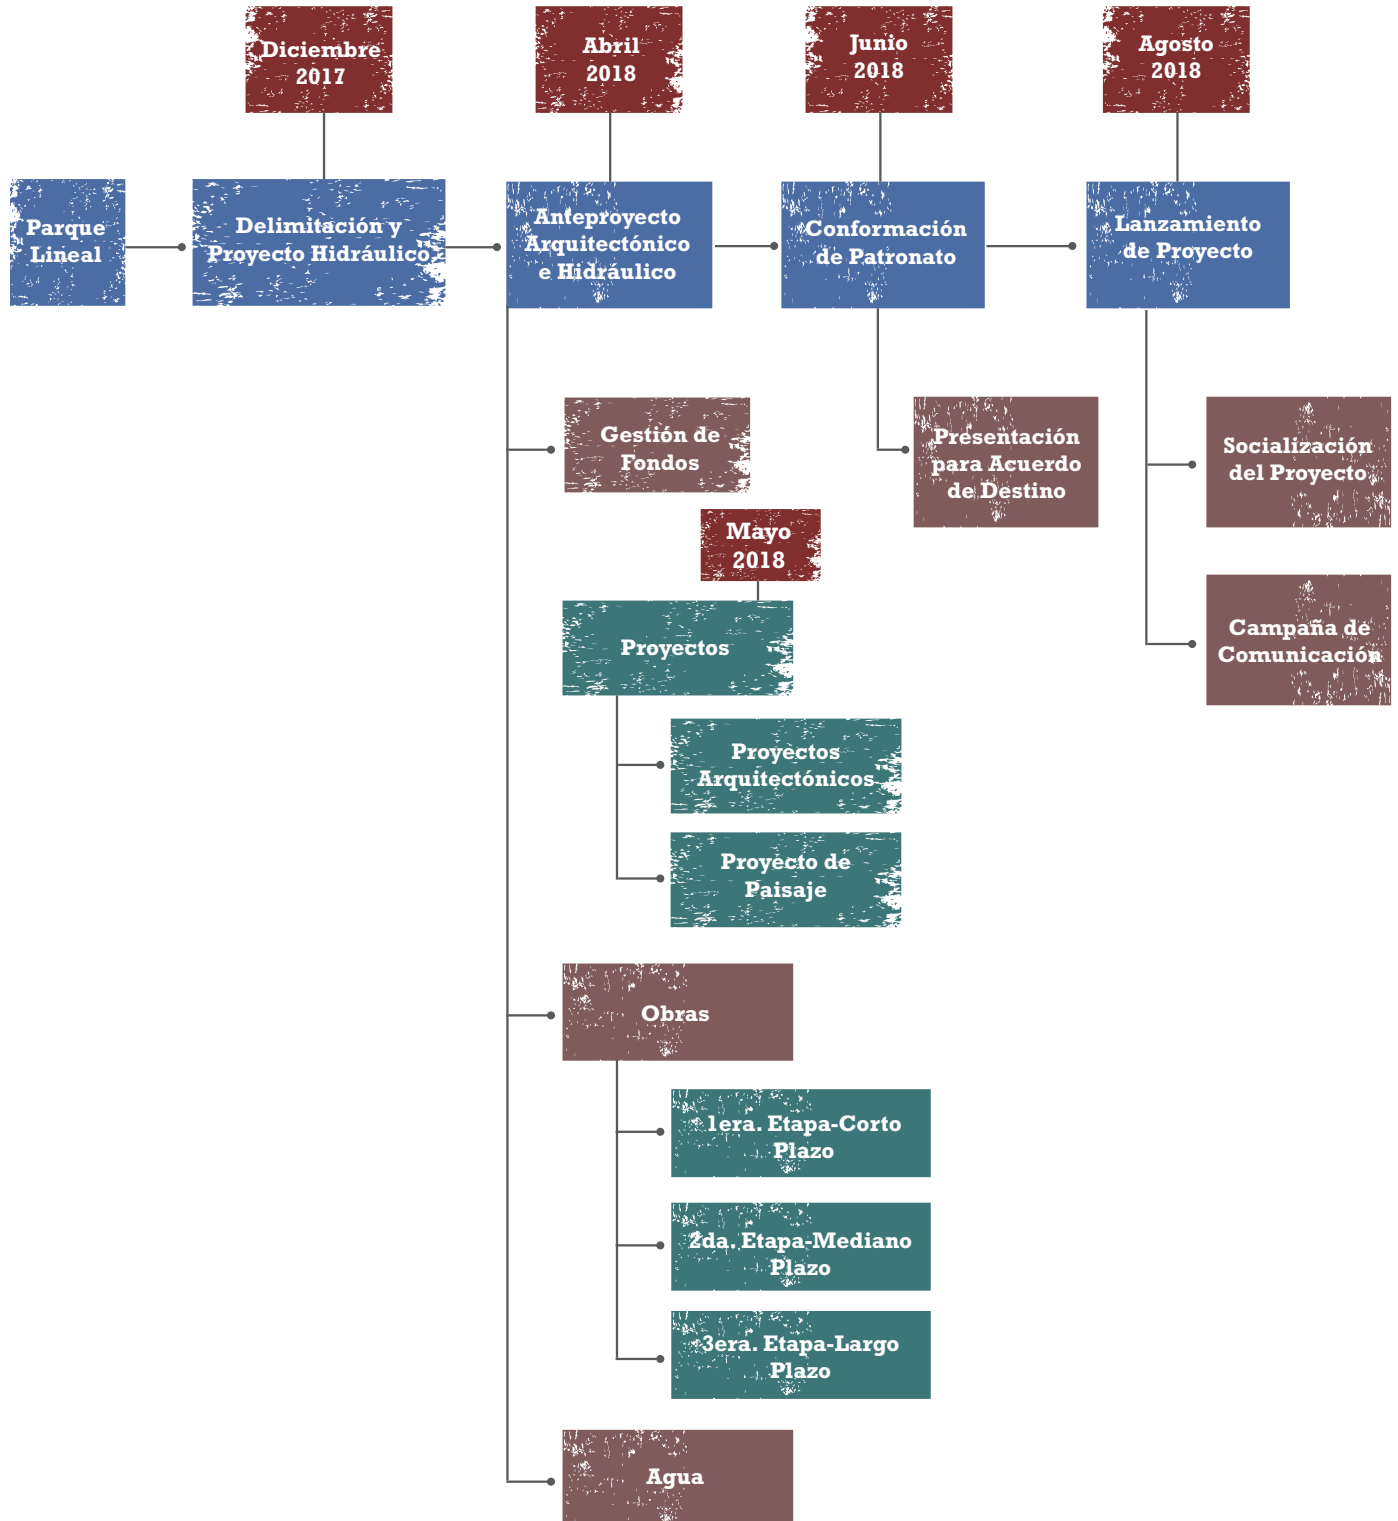 Diciembre
2017
Abril
2018
Junio
2018
Agosto
2018
Parque
Lineal
Delimitación y
Proyecto Hidráulico
Anteproyecto
Arquitectónico
e Hidráulico
Conformación
de Patronato
Lanzamiento
de Proyecto
Gestión de
Fondos
Presentación
para Acuerdo
de Destino
Socialización
del Proyecto
Mayo
2018
Proyectos
Campaña de
Comunicación
Proyectos
Arquitectónicos
Proyecto de
Paisaje
Obras
1era. Etapa-Corto
Plazo
2da. Etapa-Mediano
Plazo
3era. Etapa-Largo
Plazo
Agua